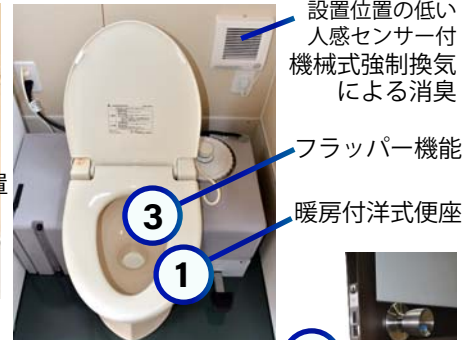 設置位置の低い
人感センサー付
機械式強制換気
による消臭
フラッパー機能
置
暖房付洋式便座
3
1